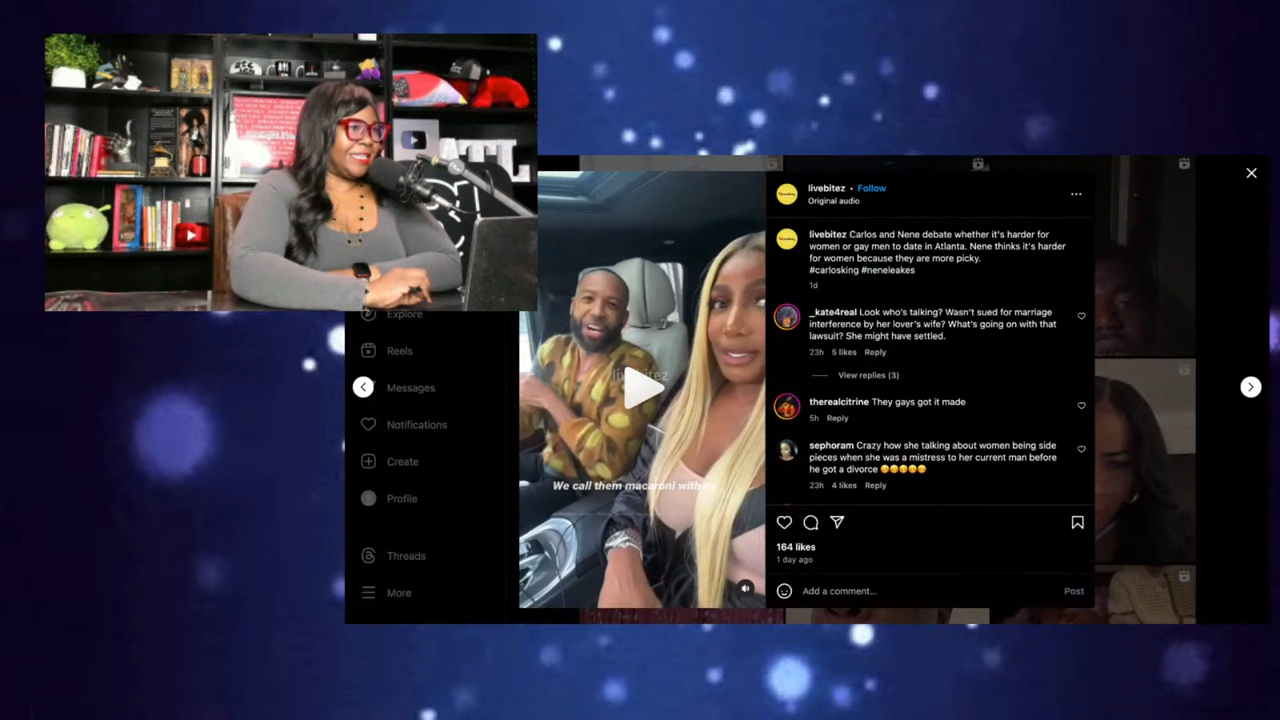 ATL
Explore
Reels
Messages
Notifications
Create
Profile
Threads
More
We call them macaroni with
livebitez • Follow
Original audio
livebitez Carlos and Nene debate whether it's harder for
women or gay men to date in Atlanta. Nene thinks it's harder
for women because they are more picky.
#carlosking #neneleakes
1d
_kate4real Look who's talking? Wasn't sued for marriage
interference by her lover's wife? What's going on with that
lawsuit? She might have settled.
23h 5 likes Reply
View replies (3)
therealcitrine They gays got it made
5h Reply
sephoram Crazy how she talking about women being side
pieces when she was a mistress to her current man before
he got a divorce
23h 4 likes Reply
164 likes
1 day ago
Add a comment...
Post